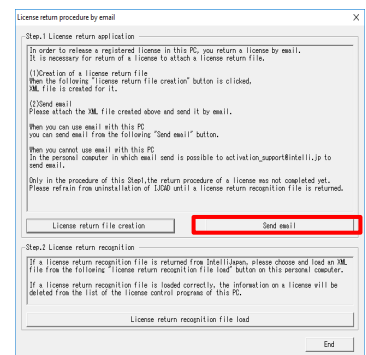 License return procedure by email
X
Step.1 License return application
In order to release a registered license in this PC, you return a license by email.
It is necessary for return of a license to attach a license return file.
(1)Creation of a license return file
When the following "license return file creation" button is clicked,
XML file is created for it.
(2)Send email
Please attach the XML file created above and send it by email.
When you can use email with this PC
you can send email from the following "Send email" button.
When you cannot use email with this PC
In the personal computer in which email send is possible to activation_support@intelli.jp to
send email.
Only in the procedure of this Step1,the return procedure of a license was not completed yet.
Please refrain from uninstallation of IJCAD until a license return recognition file is returned.
License return file creation
Send email
Step.2 License return recognition
If a license return recognition file is returned from IntelliJapan, please choose and load an XML
file from the following "license return recognition file load" button on this personal computer.
If a license return recognition file is loaded correctly, the information on a license will be
deleted from the list of the license control programs of this PC.
License return recognition file load
End